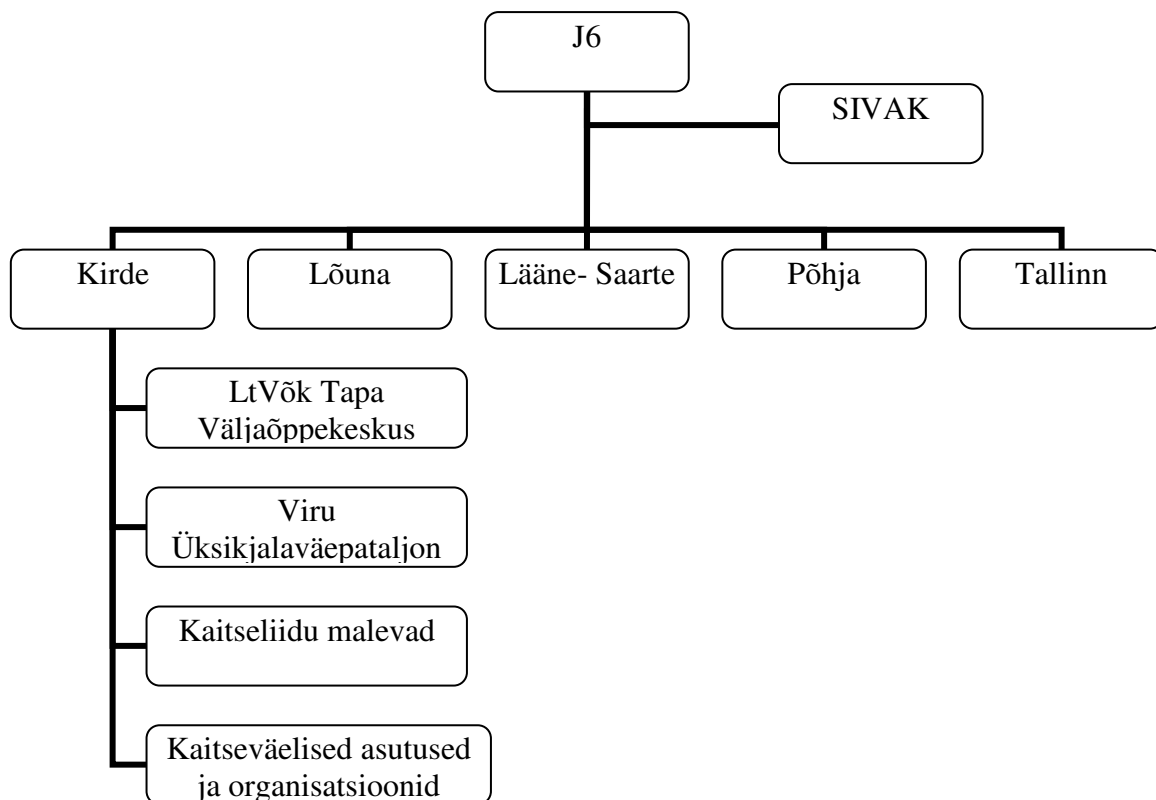 J6
SIVAK
Kirde
Lõuna
Lääne- Saarte
Põhja
Tallinn
LtVõk Tapa
Väljaõppekeskus
Viru
Üksikjalaväepataljon
Kaitseliidu malevad
Kaitseväelised asutused
ja organisatsioonid